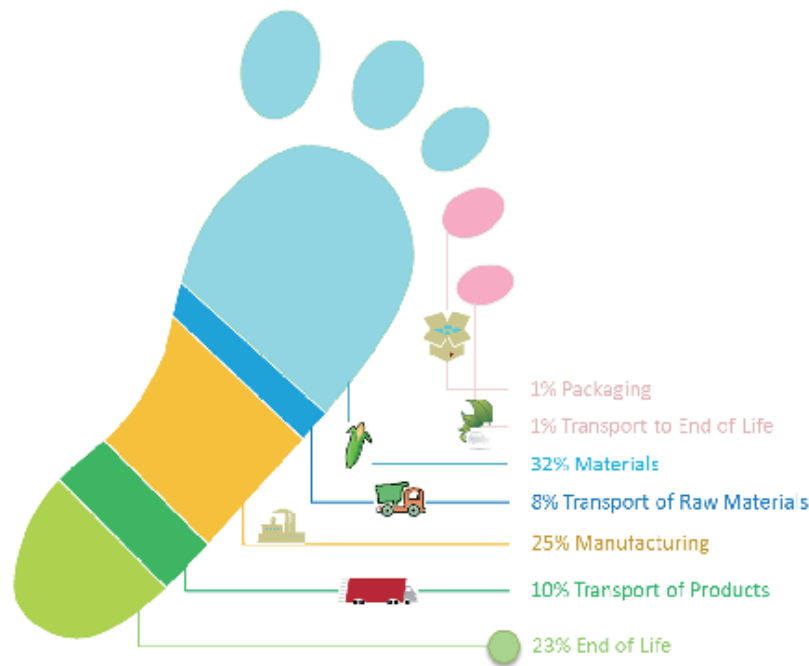 1% Packaging
1% Transport to End of Life
32% Materials
8% Transport of Raw Materials
25% Manufacturing
10% Transport of Products
23% End of Life